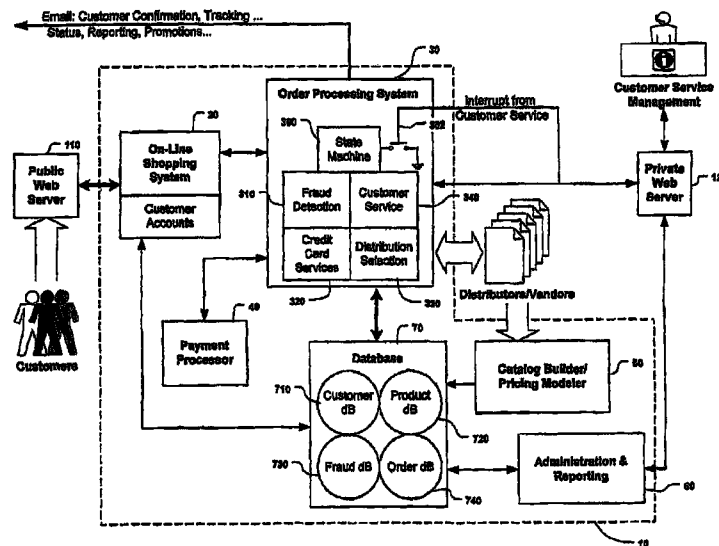 Email: Customer Confirmation, Tracking ...
Status, Reporting, Promotions...
30
Order Processing System
Interrupt from
Customer Service
Customer Service
Management
20
On-Line
Shopping
System
Customer
Accounts
110
Public
Web
Server
Customers
State
Machine
310
Fraud
Detection
Customer
Service
340
Credit
Card
Services
Distribution
Selection
320
Private
Web
Server
Distributors/Vendors
40
Payment
Processor
70
Database
710
Customer
dB
Product
dB
720
730
Fraud dB
Order dB
740
Catalog Builder/
Pricing Modeler
Administration &
Reporting
60
10